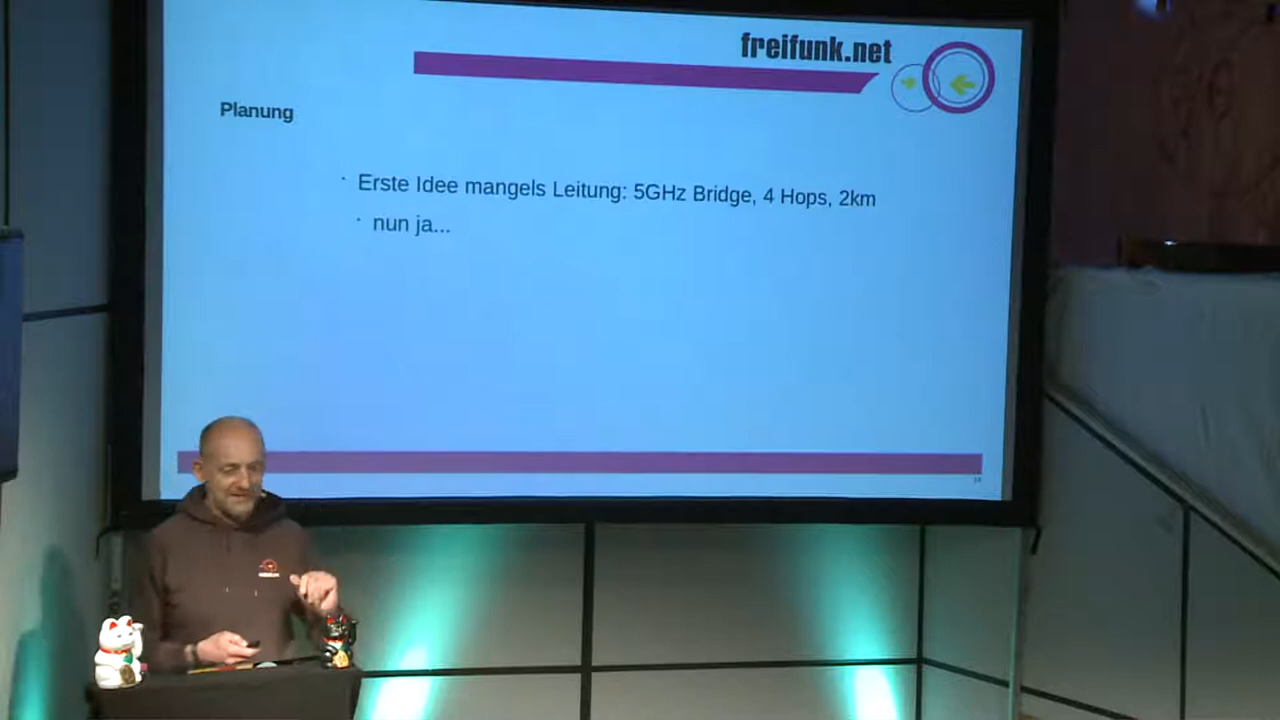 freifunk.net
Planung
· Erste Idee mangels Leitung: 5GHz Bridge, 4 Hops, 2km
· nun ja...